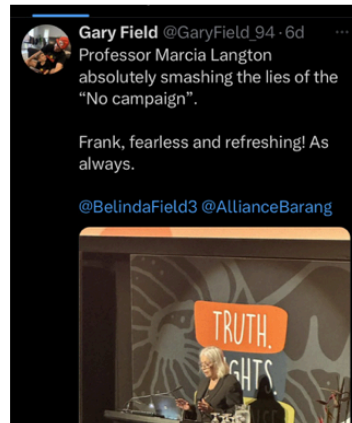 Gary Field @GaryField_94 · 6d ...
Professor Marcia Langton
absolutely smashing the lies of the
“No campaign”.
Frank, fearless and refreshing! As
always.
@BelindaField3 @AllianceBarang
TRUTH.